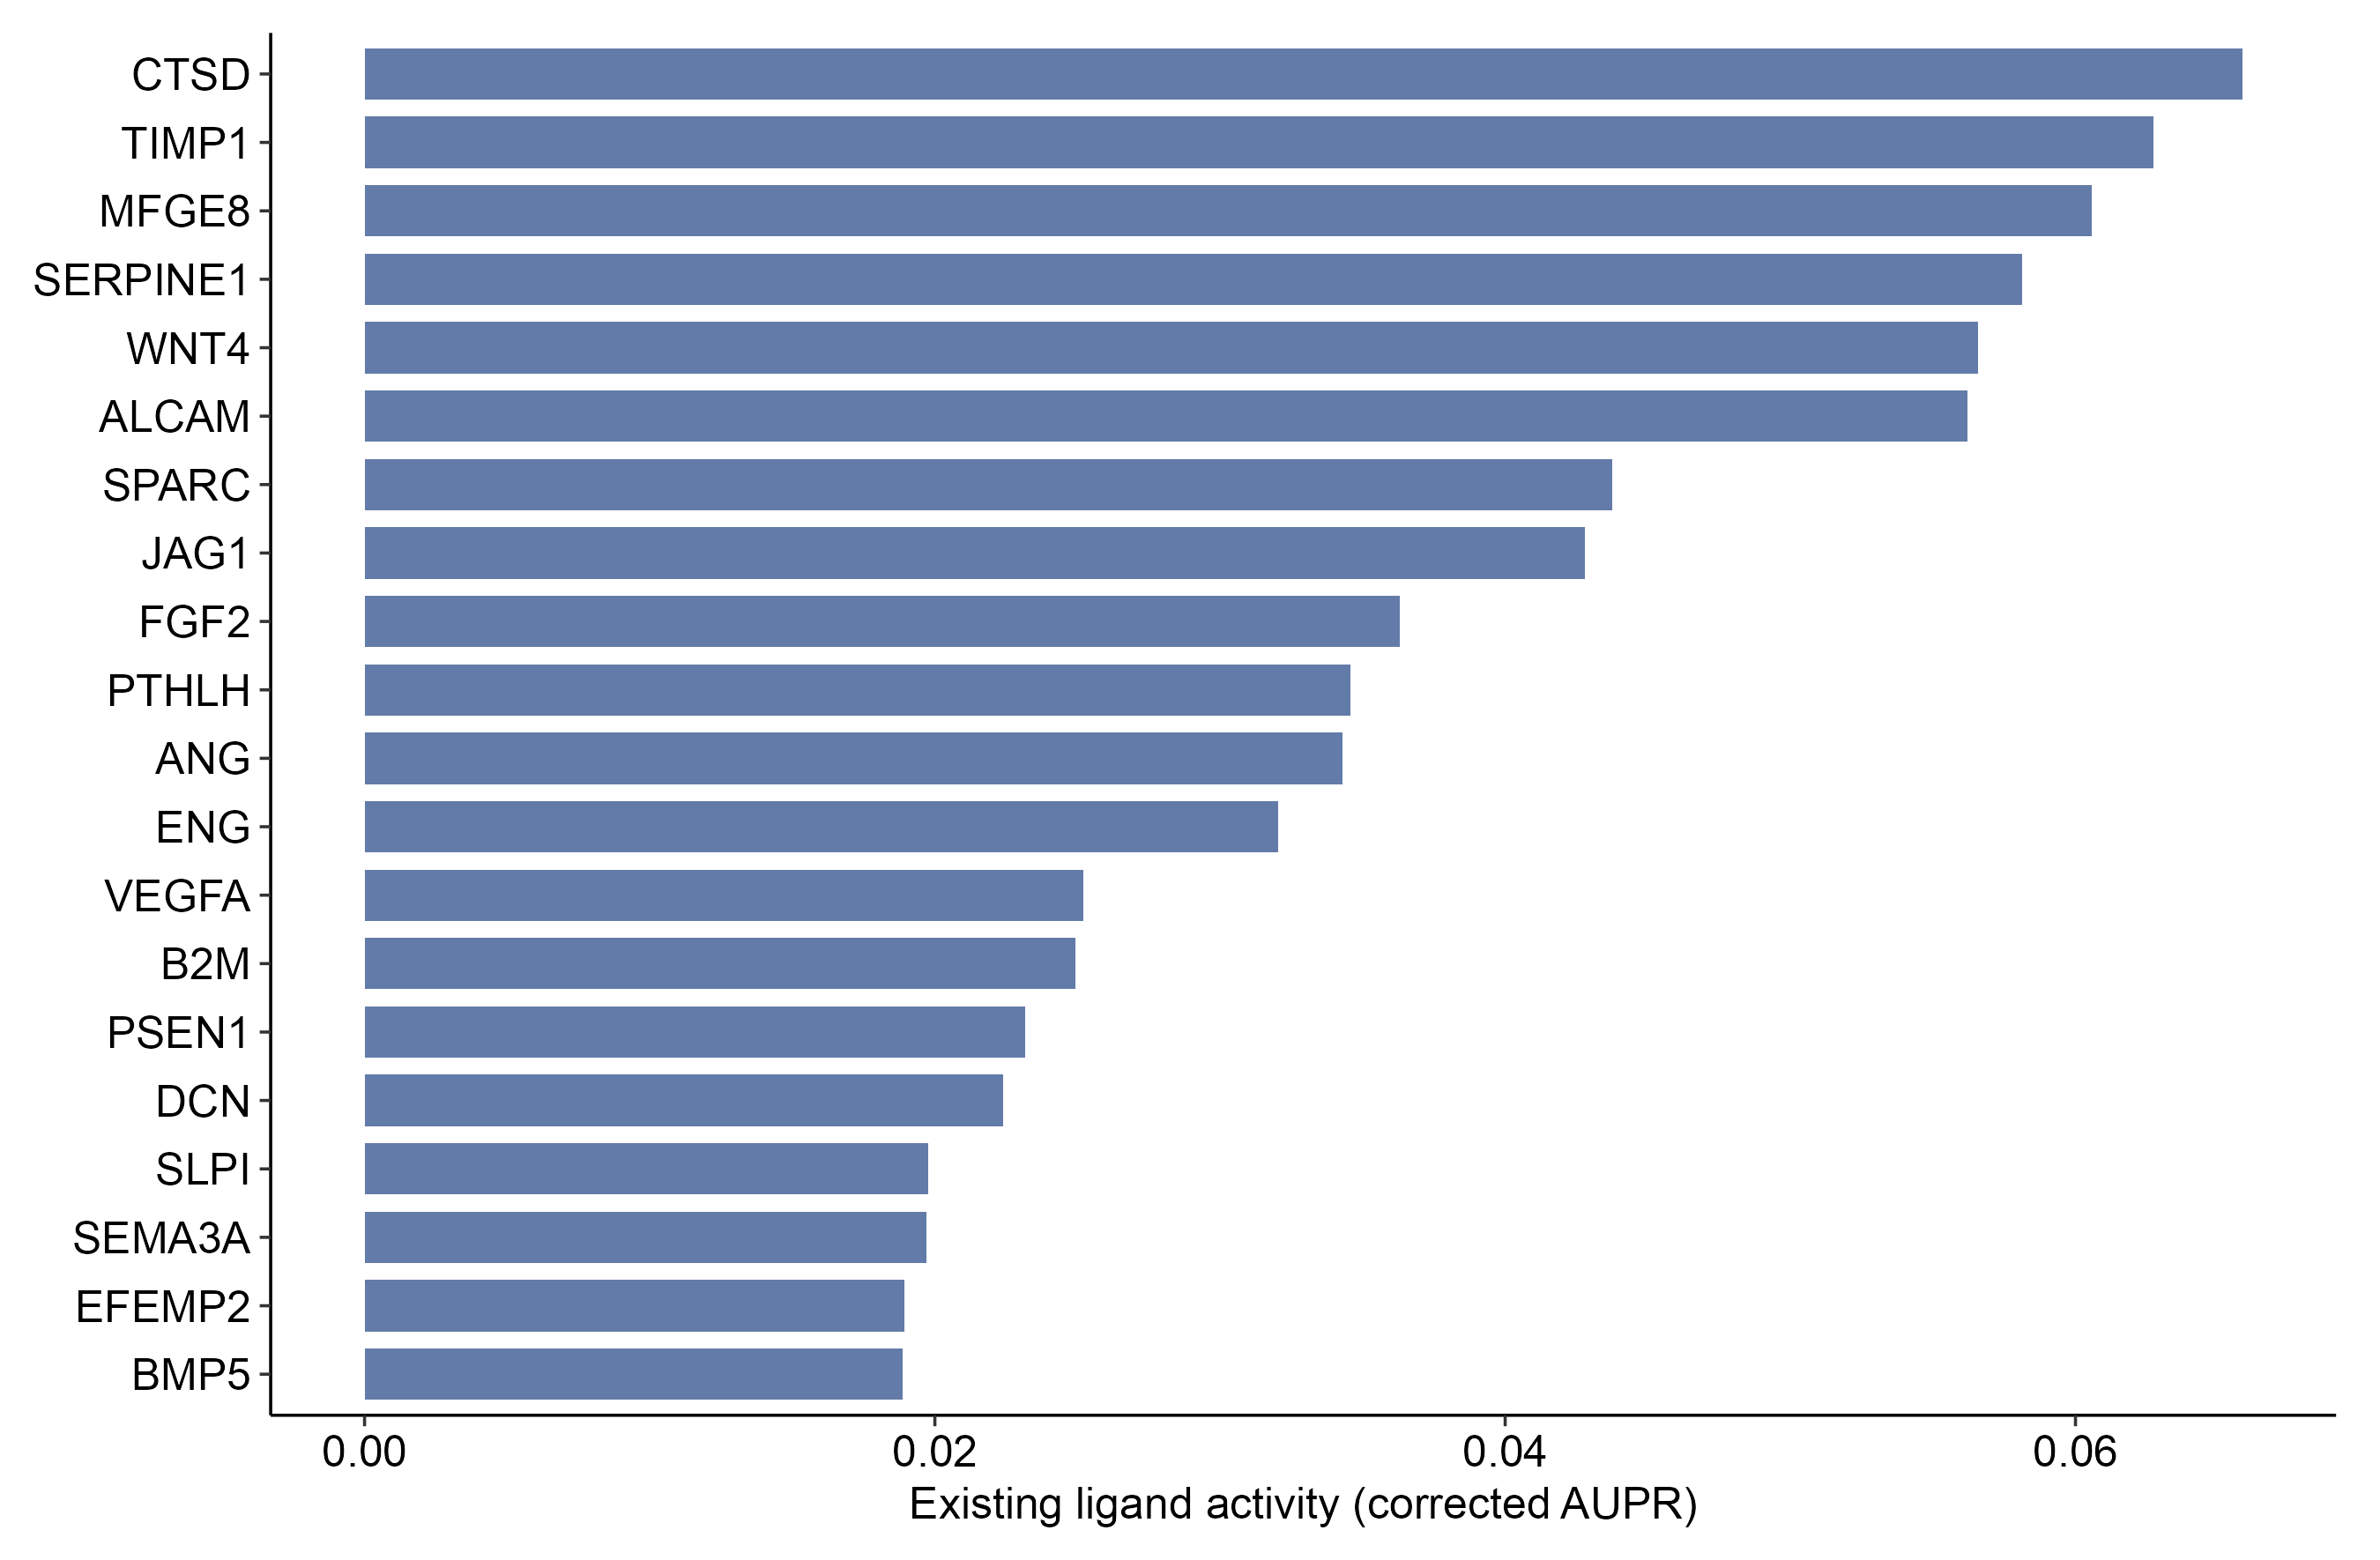 CTSD
TIMP1
MFGE8
SERPINE1
WNT4
ALCAM
SPARC
JAG1
FGF2
PTHLH
ANG
ENG
VEGFA
B2M
PSEN1
DCN
SLPI
SEMA3A
EFEMP2
BMP5
0.00 0.02 0.04 0.06
Existing ligand activity (corrected AUPR)